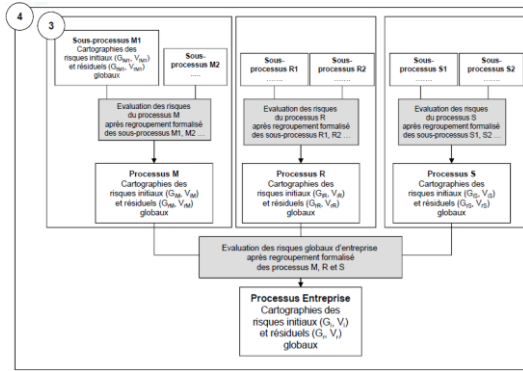 4
3
Sous-processus M1
Cartographies des
risques initiaux (GiM1, ViM1)
et résiduels (GrM1, VrM1)
globaux
Sous-
processus M2
.....
Evaluation des risques
du processus M
après regroupement formalisé
des sous-processus M1, M2 ...
Processus M
Cartographies des
risques initiaux (GiM, ViM)
et résiduels (GrM, VrM)
globaux
Sous-
processus R1
........
Sous-
processus R2
........
Evaluation des risques
du processus R
après regroupement formalisé
des sous-processus R1, R2 ...
Processus R
Cartographies des
risques initiaux (GiR, ViR)
et résiduels (GrR, VrR)
globaux
Sous-
processus S1
........
Sous-
processus S2
........
Evaluation des risques
du processus S
après regroupement formalisé
des sous-processus S1, S2 ...
Processus S
Cartographies des
risques initiaux (GiS, ViS)
et résiduels (GrS, VrS)
globaux
Evaluation des risques globaux d'entreprise
après regroupement formalisé
des processus M, R et S
Processus Entreprise
Cartographies des
risques initiaux (Gi, Vi)
et résiduels (Gr, Vr)
globaux